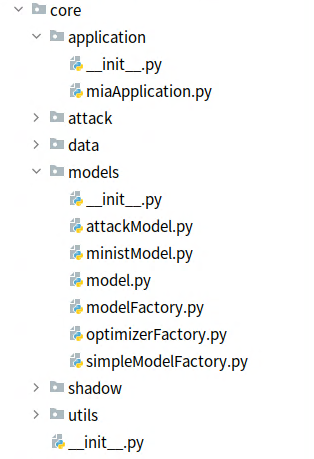 core
application
__init__.py
miaApplication.py
attack
data
models
__init__.py
attackModel.py
ministModel.py
model.py
modelFactory.py
optimizerFactory.py
simpleModelFactory.py
shadow
utils
__init__.py